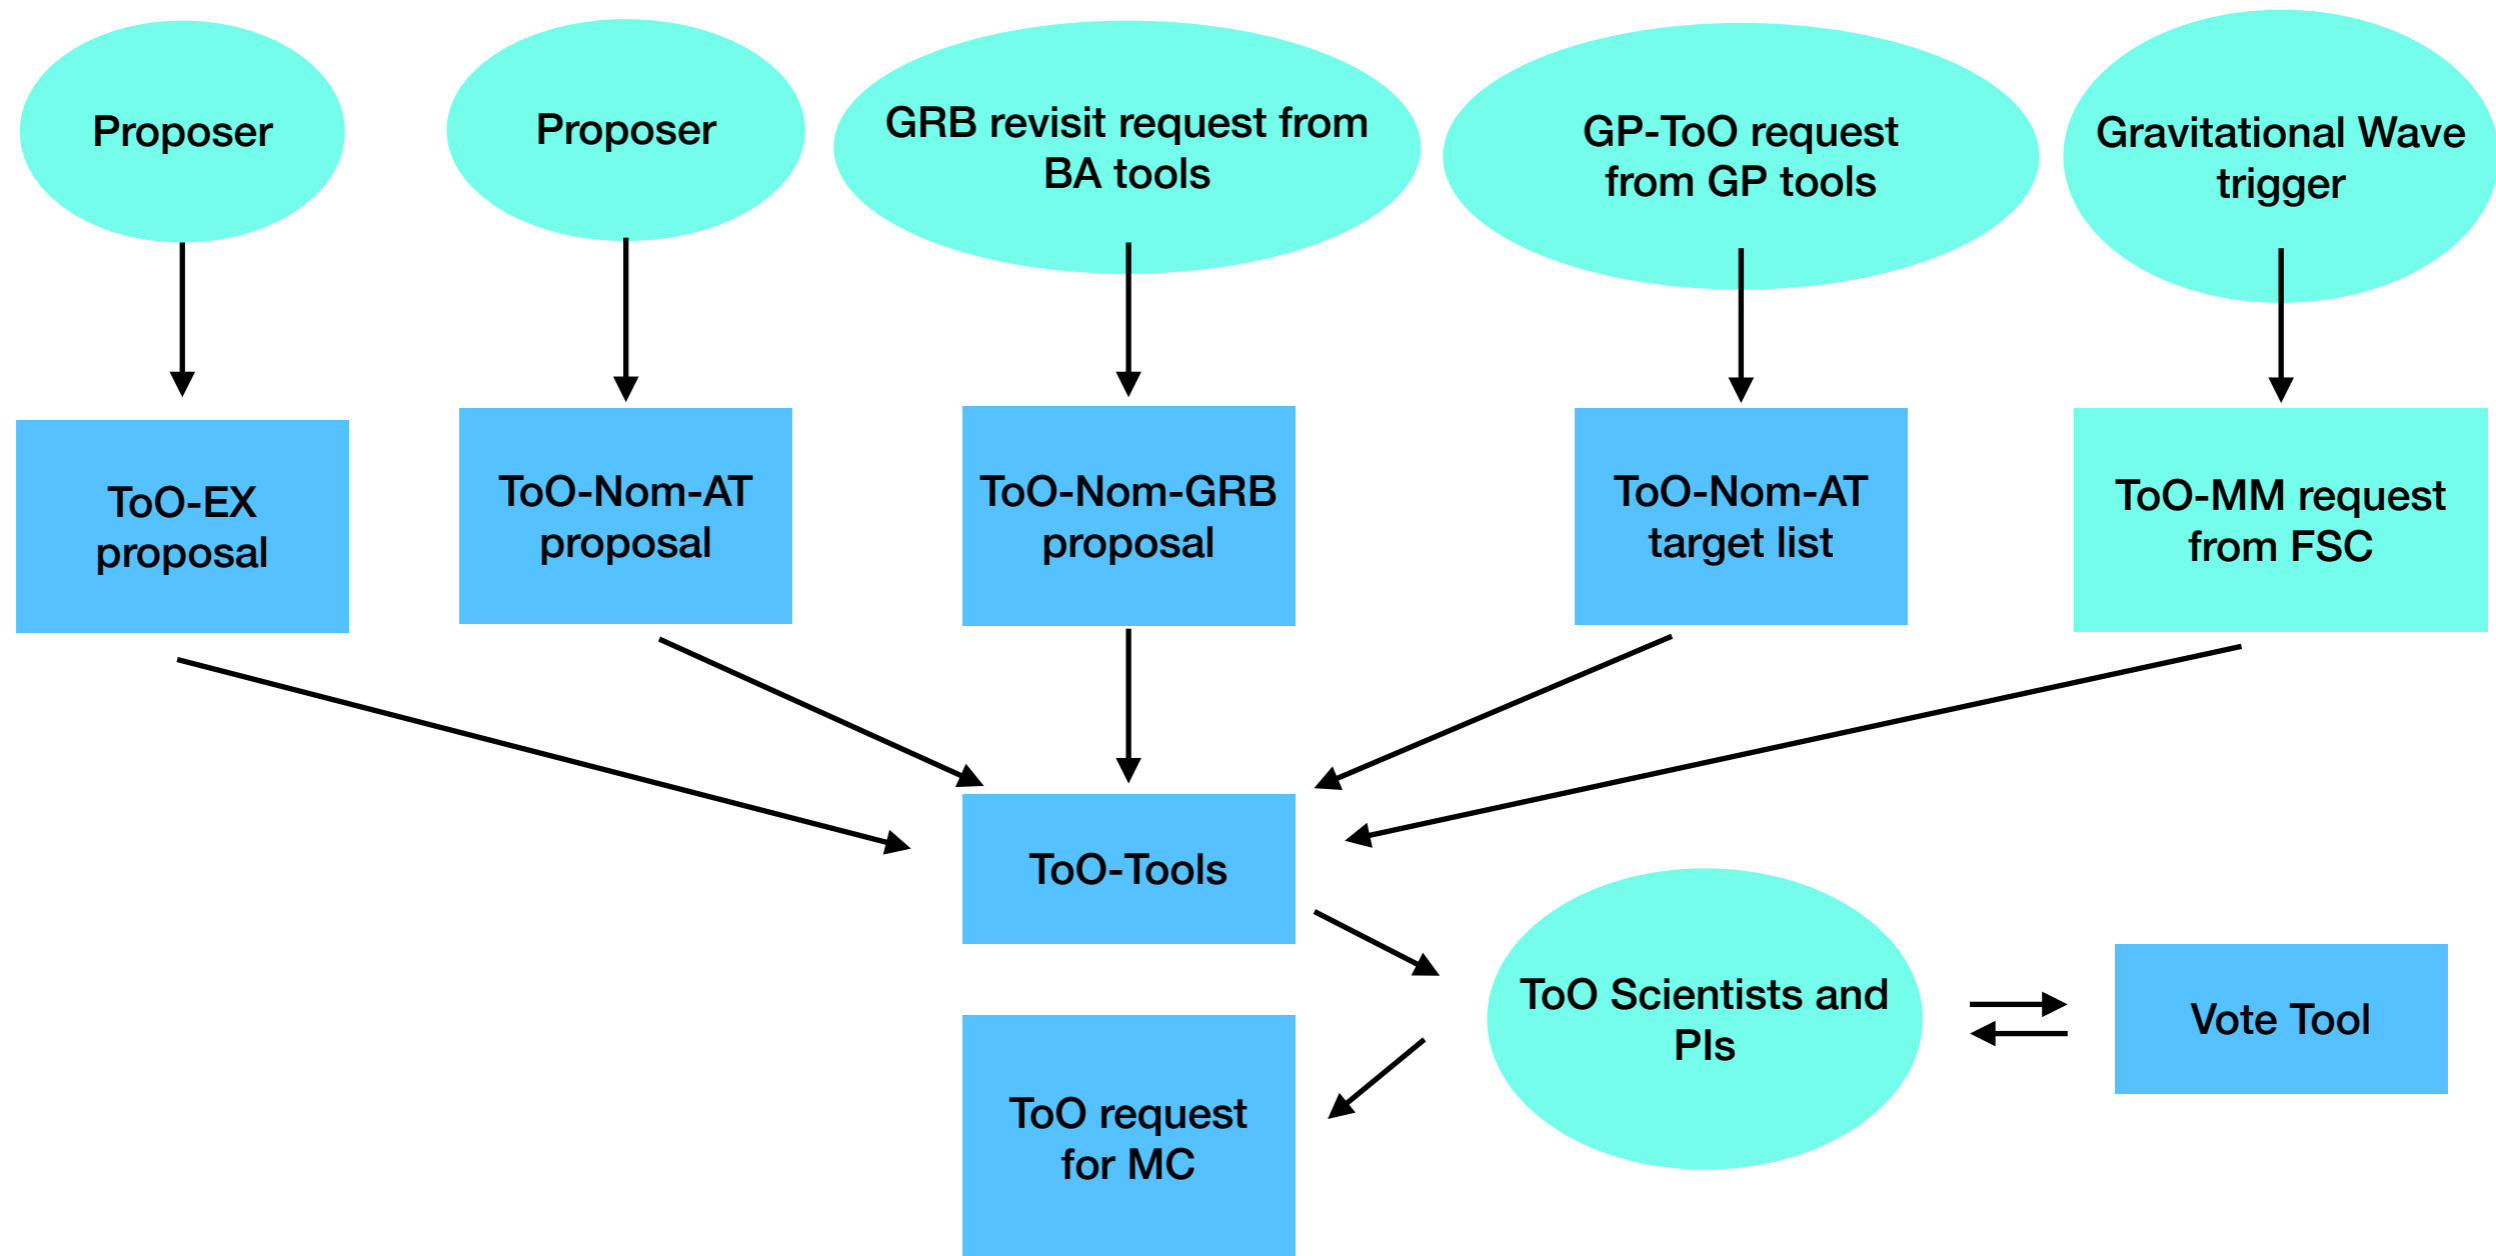 Proposer
Proposer
GRB revisit request from
BA tools
GP-ToO request
from GP tools
Gravitational Wave
trigger
ToO-EX
proposal
ToO-Nom-AT
proposal
ToO-Nom-GRB
proposal
ToO-Nom-AT
target list
ToO-MM request
from FSC
ToO-Tools
ToO Scientists and
PIs
Vote Tool
ToO request
for MC